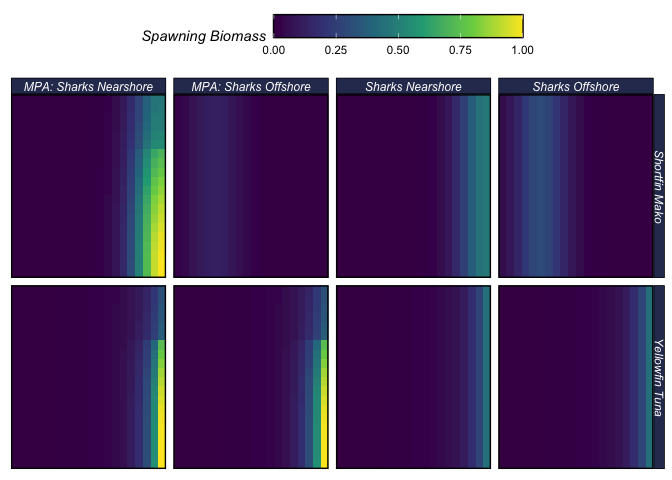 Spawning Biomass
0.00 0.25 0.50 0.75 1.00
MPA: Sharks Nearshore MPA: Sharks Offshore Sharks Nearshore Sharks Offshore
Shortfin Mako
Yellowfin Tuna